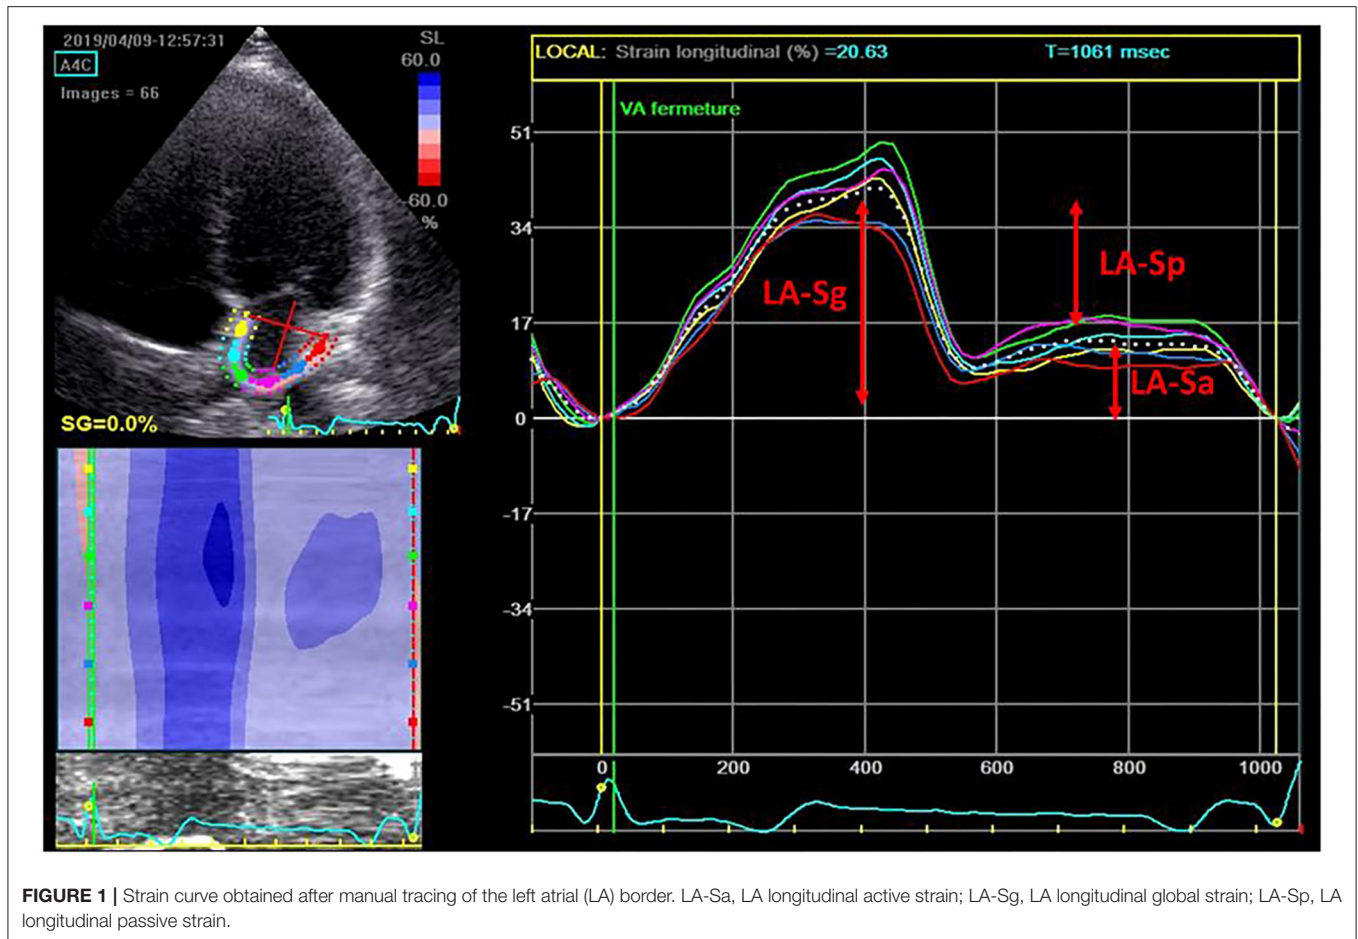 2019/04/09-12:57:31
SL
A4C
60.0
Images = 66
-60.0
%
SG=0.0%
LOCAL: Strain longitudinal (%) =20.63 T=1061 msec
VA fermeture
51
34
17
0
-17
-34
-51
LA-Sg
LA-Sp
LA-Sa
0 200 400 600 800 1000
FIGURE 1 | Strain curve obtained after manual tracing of the left atrial (LA) border. LA-Sa, LA longitudinal active strain; LA-Sg, LA longitudinal global strain; LA-Sp, LA
longitudinal passive strain.